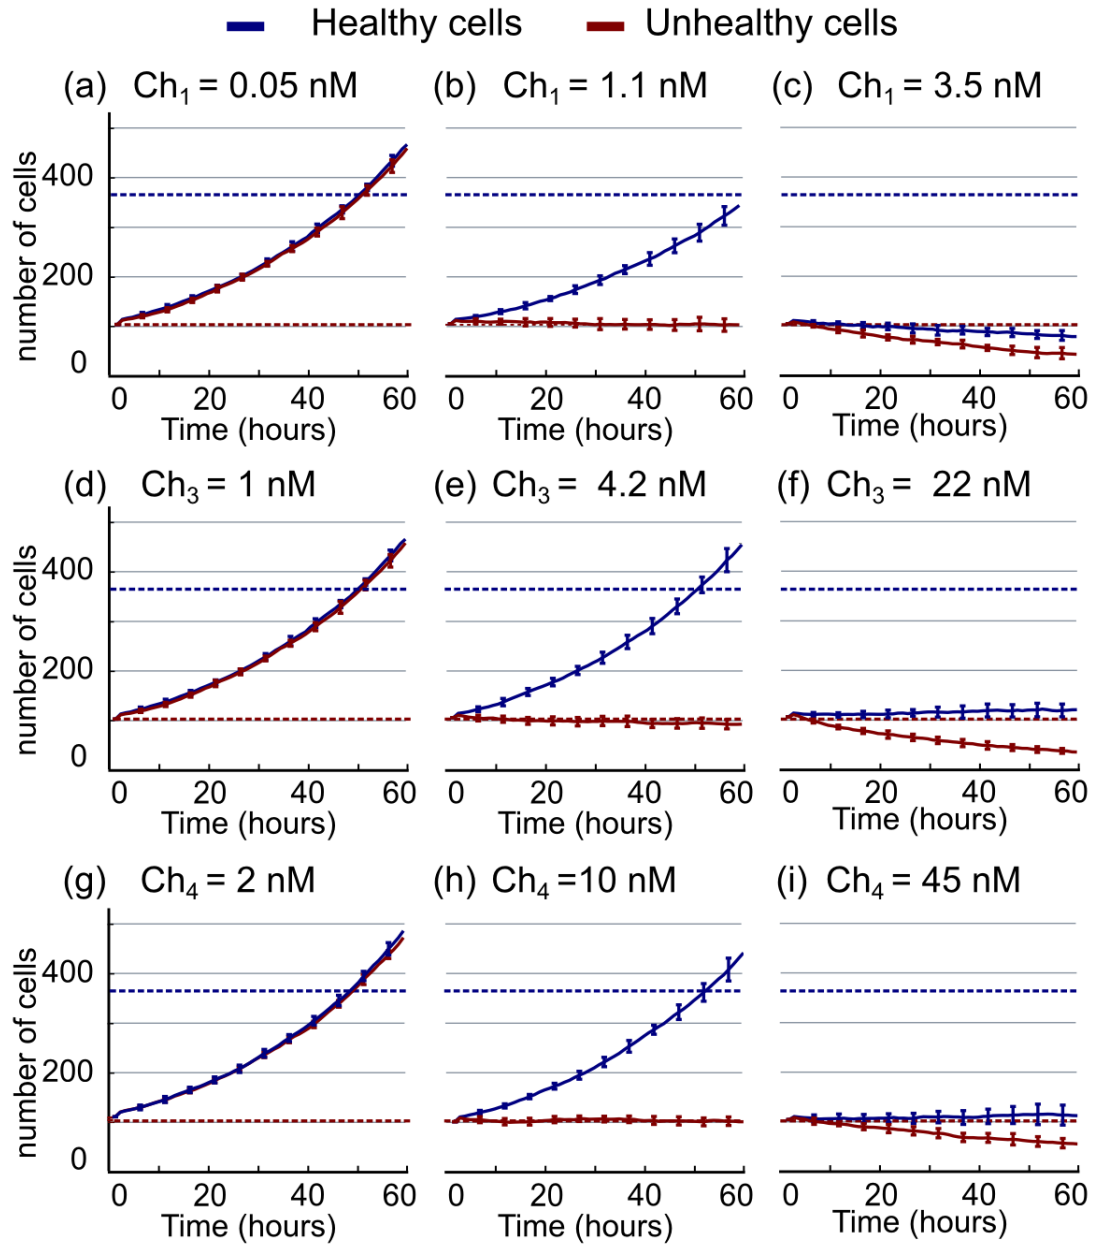 Healthy cells Unhealthy cells
(a) Ch1 = 0.05 nM (b) Ch1 = 1.1 nM (c) Ch1 = 3.5 nM
number of cells
400
200
0
0 20 40 60 0 20 40 60 0 20 40 60
Time (hours) Time (hours) Time (hours)
(d) Ch3 = 1 nM (e) Ch3 = 4.2 nM (f) Ch3 = 22 nM
number of cells
400
200
0
0 20 40 60 0 20 40 60 0 20 40 60
Time (hours) Time (hours) Time (hours)
(g) Ch4 = 2 nM (h) Ch4 =10 nM (i) Ch4 = 45 nM
number of cells
400
200
0
0 20 40 60 0 20 40 60 0 20 40 60
Time (hours) Time (hours) Time (hours)